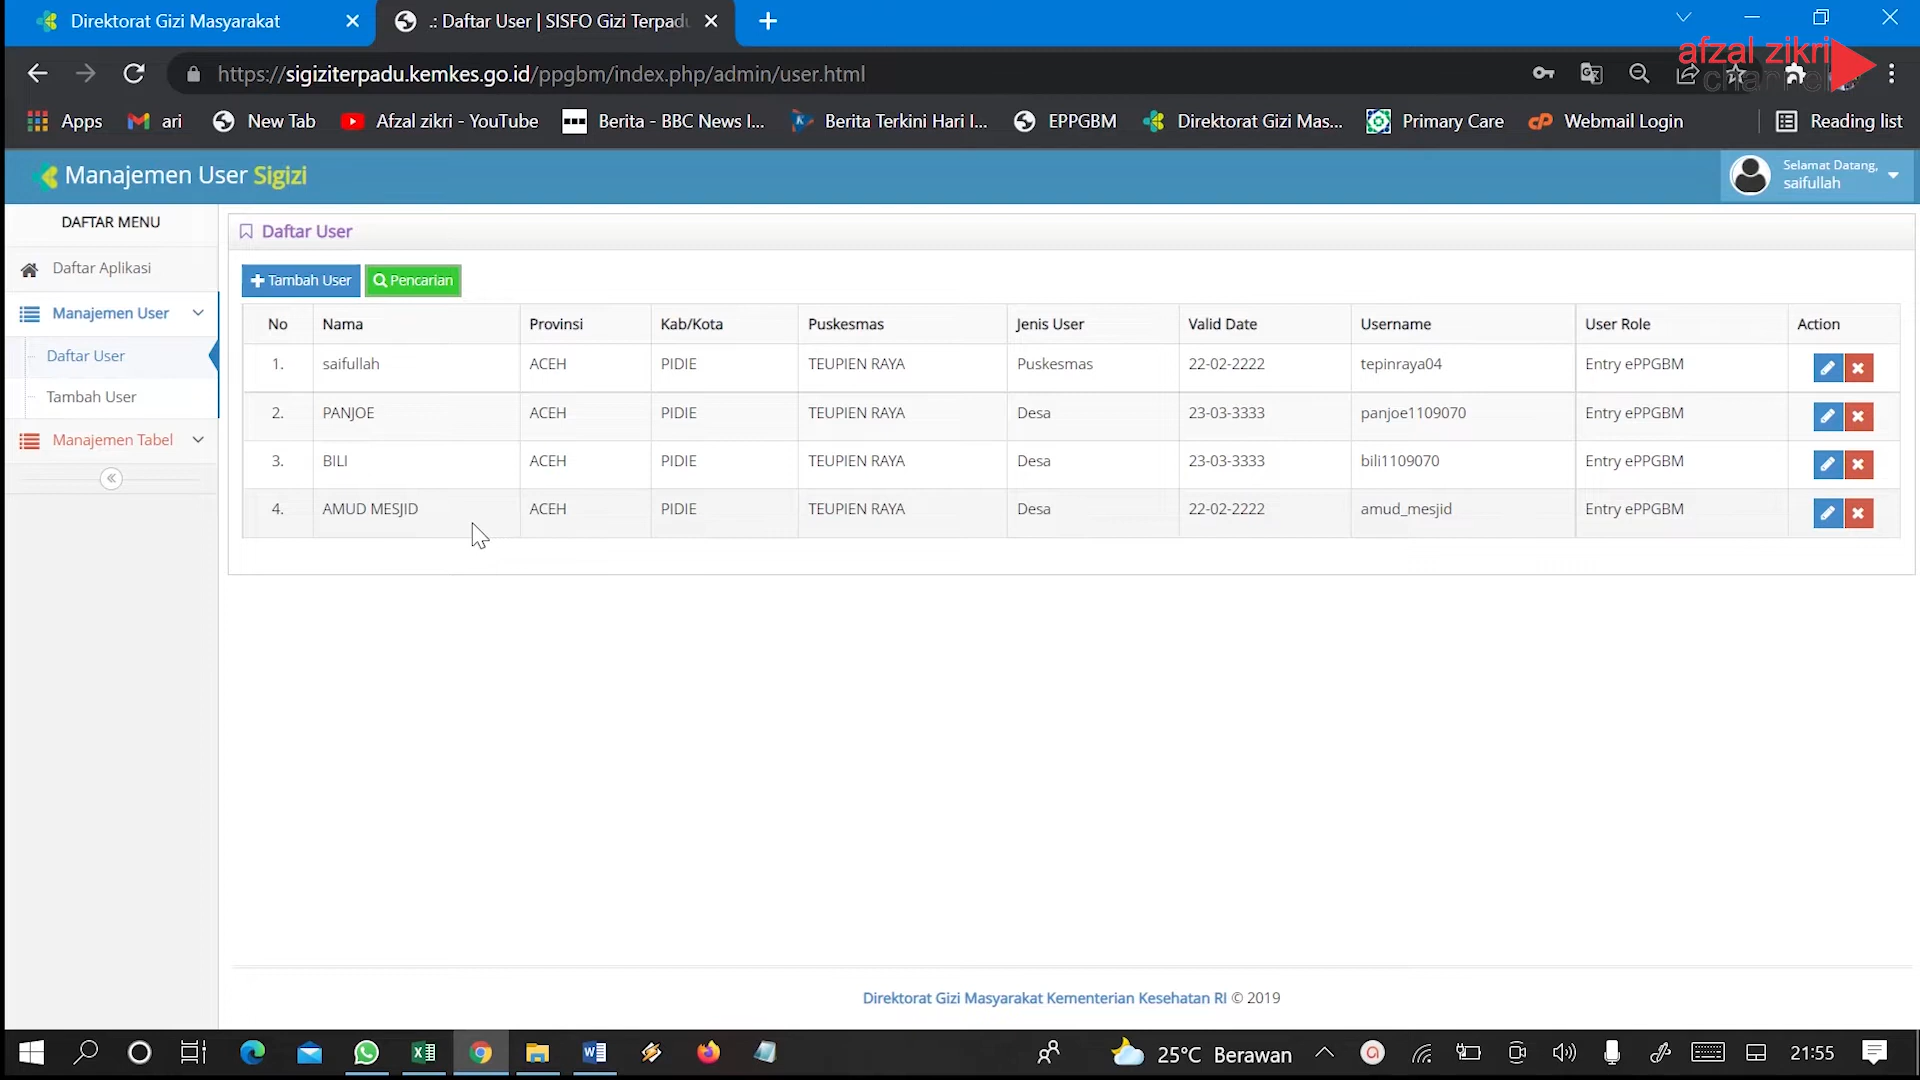 Direktorat Gizi Masyarakat
.: Daftar User | SISFO Gizi Terpadu
afzal zikri
channel
https://sigiziterpadu.kemkes.go.id/ppgbm/index.php/admin/user.html
Apps ari New Tab Afzal zikri - YouTube Berita - BBC News I... Berita Terkini Hari I... EPPGBM Direktorat Gizi Mas... Primary Care Webmail Login Reading list
Manajemen User Sigizi
Selamat Datang,
saifullah
DAFTAR MENU
Daftar Aplikasi
Manajemen User
Daftar User
Tambah User
Manajemen Tabel
Daftar User
Tambah User Pencarian
No Nama Provinsi Kab/Kota Puskesmas Jenis User Valid Date Username User Role Action
1. saifullah ACEH PIDIE TEUPIEN RAYA Puskesmas 22-02-2222 tepinraya04 Entry ePPGBM
2. PANJOE ACEH PIDIE TEUPIEN RAYA Desa 23-03-3333 panjoe1109070 Entry ePPGBM
3. BILI ACEH PIDIE TEUPIEN RAYA Desa 23-03-3333 bili1109070 Entry ePPGBM
4. AMUD MESJID ACEH PIDIE TEUPIEN RAYA Desa 22-02-2222 amud_mesjid Entry ePPGBM
Direktorat Gizi Masyarakat Kementerian Kesehatan RI © 2019
25°C Berawan
21:55